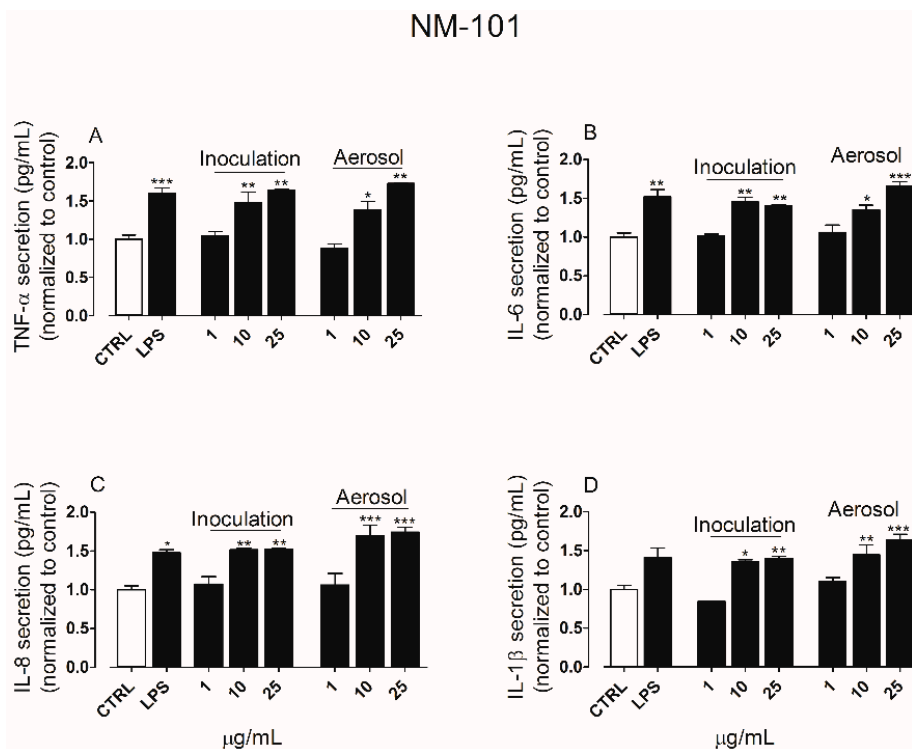 NM-101
A
Inoculation
Aerosol
TNF-α secretion (pg/mL)
(normalized to control)
2.0
1.5
1.0
0.5
0.0
***
**
**
*
**
CTRL
LPS
1
10
25
1
10
25
B
Inoculation
Aerosol
IL-6 secretion (pg/mL)
(normalized to control)
2.0
1.5
1.0
0.5
0.0
**
**
**
*
***
CTRL
LPS
1
10
25
1
10
25
C
Inoculation
Aerosol
IL-8 secretion (pg/mL)
(normalized to control)
2.0
1.5
1.0
0.5
0.0
*
**
**
***
***
CTRL
LPS
1
10
25
1
10
25
μg/mL
D
Inoculation
Aerosol
IL-1β secretion (pg/mL)
(normalized to control)
2.0
1.5
1.0
0.5
0.0
*
**
**
***
CTRL
LPS
1
10
25
1
10
25
μg/mL